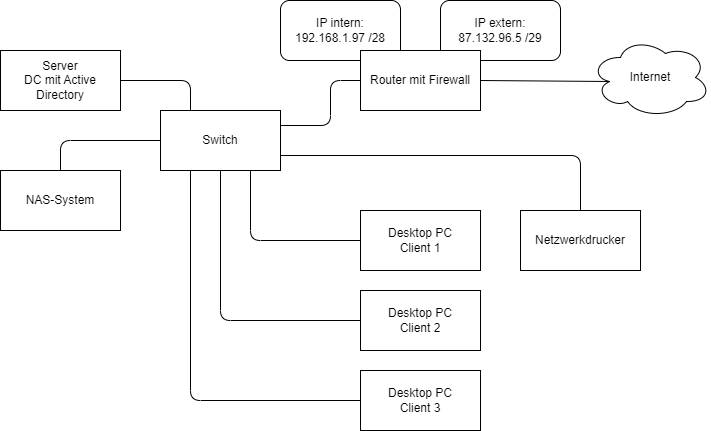 IP intern:
192.168.1.97 /28
IP extern:
87.132.96.5 /29
Server
DC mit Active
Directory
Router mit Firewall
Internet
Switch
NAS-System
Desktop PC
Client 1
Netzwerkdrucker
Desktop PC
Client 2
Desktop PC
Client 3